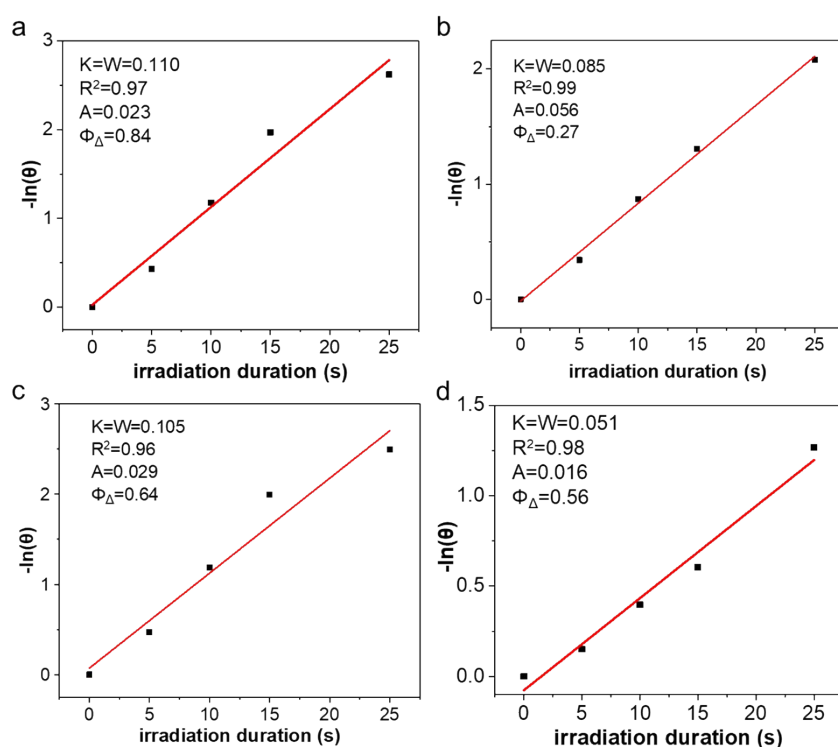 a
K=W=0.110
R²=0.97
A=0.023
Φ_Δ=0.84
-ln(θ)
3
2
1
0
0 5 10 15 20 25
irradiation duration (s)
b
K=W=0.085
R²=0.99
A=0.056
Φ_Δ=0.27
-ln(θ)
2
1
0
0 5 10 15 20 25
irradiation duration (s)
c
K=W=0.105
R²=0.96
A=0.029
Φ_Δ=0.64
-ln(θ)
3
2
1
0
0 5 10 15 20 25
irradiation duration (s)
d
K=W=0.051
R²=0.98
A=0.016
Φ_Δ=0.56
-ln(θ)
1.5
1.0
0.5
0.0
0 5 10 15 20 25
irradiation duration (s)